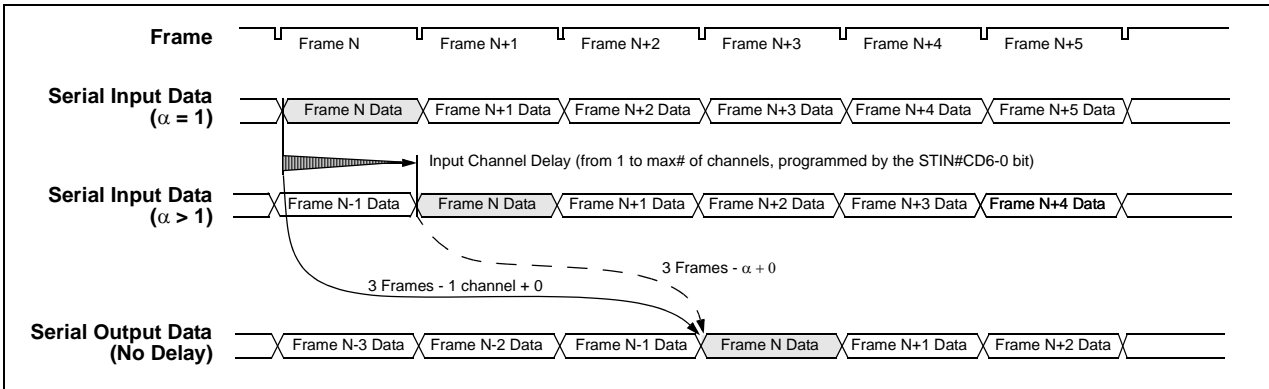 Frame
Frame N Frame N+1 Frame N+2 Frame N+3 Frame N+4 Frame N+5
Serial Input Data
(α = 1)
Frame N Data Frame N+1 Data Frame N+2 Data Frame N+3 Data Frame N+4 Data Frame N+5 Data
Input Channel Delay (from 1 to max# of channels, programmed by the STIN#CD6-0 bit)
Serial Input Data
(α > 1)
Frame N-1 Data Frame N Data Frame N+1 Data Frame N+2 Data Frame N+3 Data Frame N+4 Data
3 Frames - α + 0
3 Frames - 1 channel + 0
Serial Output Data
(No Delay)
Frame N-3 Data Frame N-2 Data Frame N-1 Data Frame N Data Frame N+1 Data Frame N+2 Data